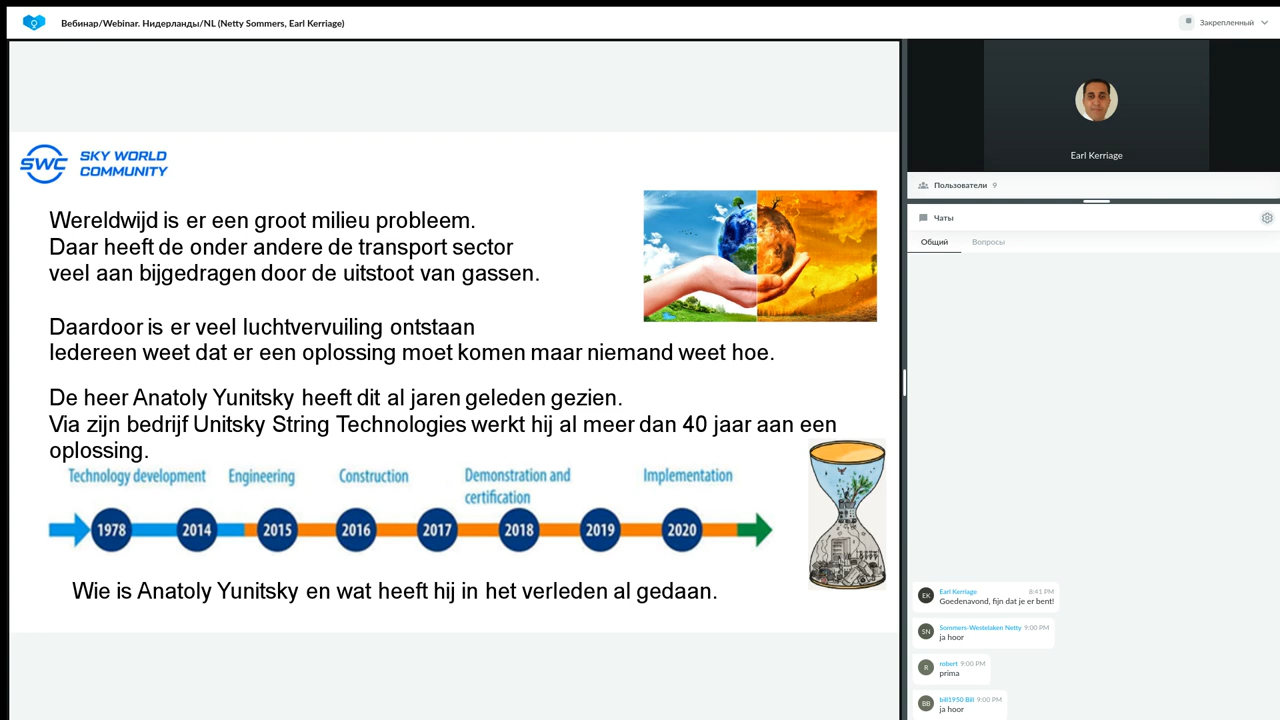 Вебинар/Webinar. Нидерланды/NL (Netty Sommers, Earl Kerriage)
Закрепленный
SWC SKY WORLD
COMMUNITY
Wereldwijd is er een groot milieu probleem.
Daar heeft de onder andere de transport sector
veel aan bijgedragen door de uitstoot van gassen.
Daardoor is er veel luchtvervuiling ontstaan
Iedereen weet dat er een oplossing moet komen maar niemand weet hoe.
De heer Anatoly Yunitsky heeft dit al jaren geleden gezien.
Via zijn bedrijf Unitsky String Technologies werkt hij al meer dan 40 jaar aan een
oplossing.
Technology development Engineering Construction Demonstration and Implementation
certification
1978 2014 2015 2016 2017 2018 2019 2020
Wie is Anatoly Yunitsky en wat heeft hij in het verleden al gedaan.
Earl Kerriage
Пользователи 9
Чаты
Общий Вопросы
EK Earl Kerriage 8:41 PM
Goedenavond, fijn dat je er bent!
SN Sommers-Westelaken Netty 9:00 PM
ja hoor
R robert 9:00 PM
prima
BB bill1950 Bill 9:00 PM
ja hoor